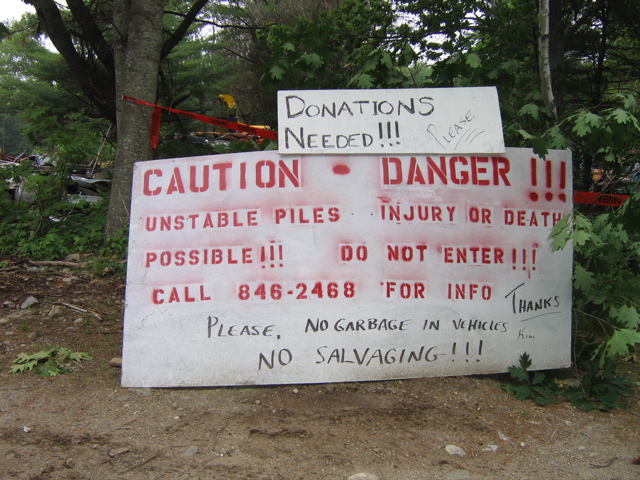 DONATIONS
NEEDED!!! PLEASE
CAUTION - DANGER!!!
UNSTABLE PILES INJURY OR DEATH
POSSIBLE!!! DO NOT ENTER!!!
CALL 846-2468 FOR INFO THANKS
PLEASE, NO GARBAGE IN VEHICLES KIM
NO SALVAGING!!!